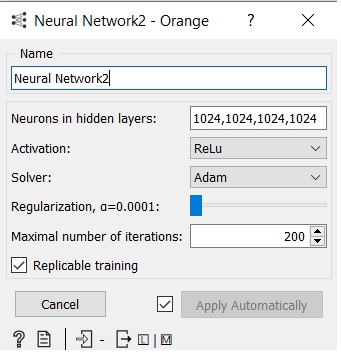 Neural Network2 - Orange
Name
Neural Network2
Neurons in hidden layers: 1024,1024,1024,1024
Activation: ReLu
Solver: Adam
Regularization, α=0.0001:
Maximal number of iterations: 200
Replicable training
Cancel Apply Automatically
? | - L | M